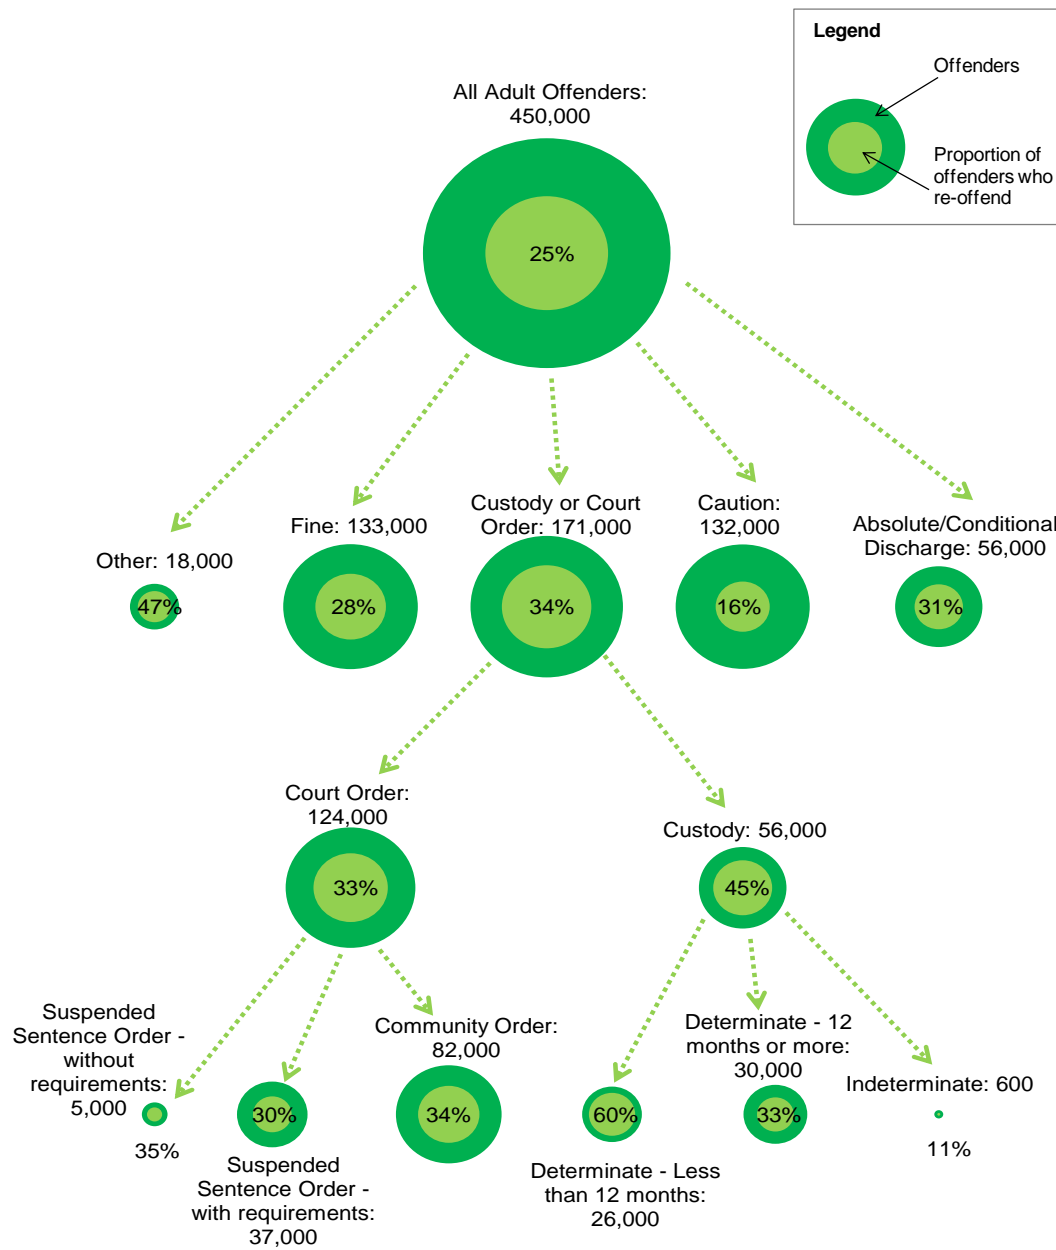 Legend
Offenders
Proportion of
offenders who
re-offend
All Adult Offenders:
450,000
25%
Other: 18,000
47%
Fine: 133,000
28%
Custody or Court
Order: 171,000
34%
Caution:
132,000
16%
Absolute/Conditional
Discharge: 56,000
31%
Court Order:
124,000
33%
Custody: 56,000
45%
Suspended
Sentence Order -
without
requirements:
5,000
35%
30%
Suspended
Sentence Order -
with requirements:
37,000
Community Order:
82,000
34%
60%
Determinate - Less
than 12 months:
26,000
Determinate - 12
months or more:
30,000
33%
Indeterminate: 600
11%